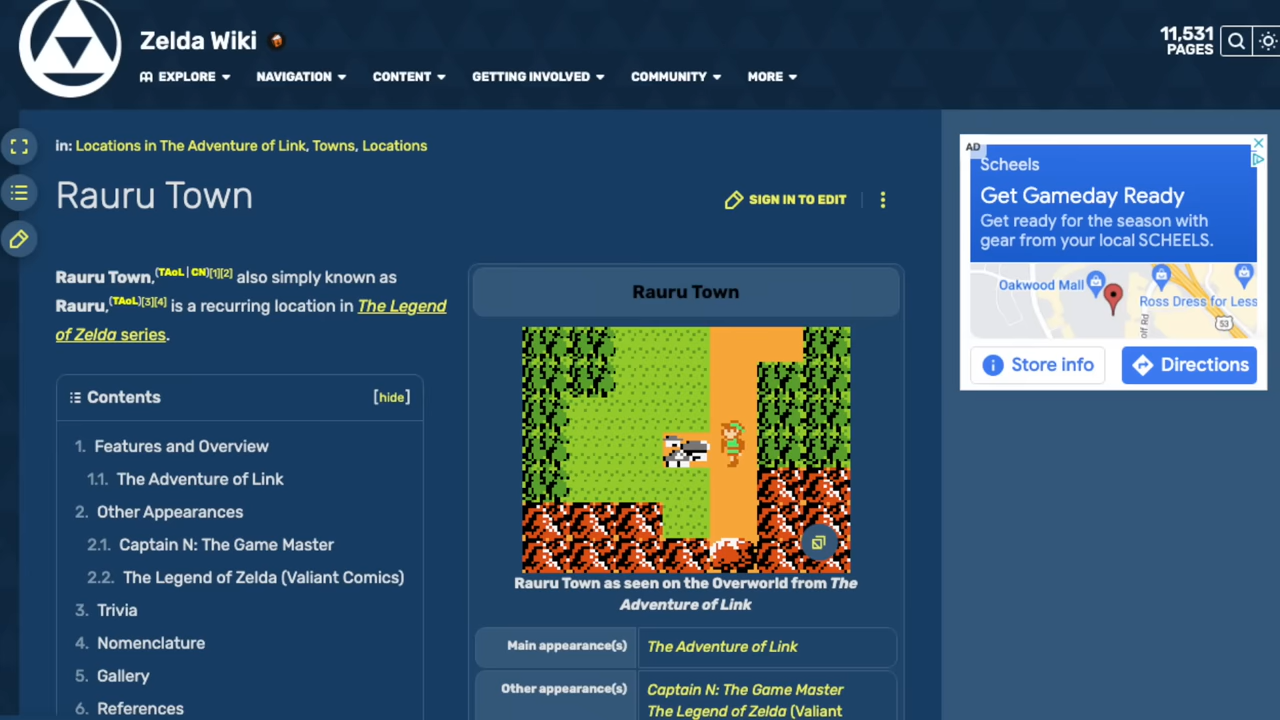 Zelda Wiki
11,531
PAGES
EXPLORE NAVIGATION CONTENT GETTING INVOLVED COMMUNITY MORE
in: Locations in The Adventure of Link, Towns, Locations
Rauru Town
SIGN IN TO EDIT
Rauru Town,(TAoL | CN)[1][2] also simply known as
Rauru,(TAoL)[3][4] is a recurring location in The Legend
of Zelda series.
Contents [hide]
1. Features and Overview
1.1. The Adventure of Link
2. Other Appearances
2.1. Captain N: The Game Master
2.2. The Legend of Zelda (Valiant Comics)
3. Trivia
4. Nomenclature
5. Gallery
6. References
Rauru Town
Rauru Town as seen on the Overworld from The
Adventure of Link
Main appearance(s) The Adventure of Link
Other appearance(s) Captain N: The Game Master
The Legend of Zelda (Valiant
AD
Scheels
Get Gameday Ready
Get ready for the season with
gear from your local SCHEELS.
Oakwood Mall
Ross Dress for Less
olf Rd
53
Store info
Directions